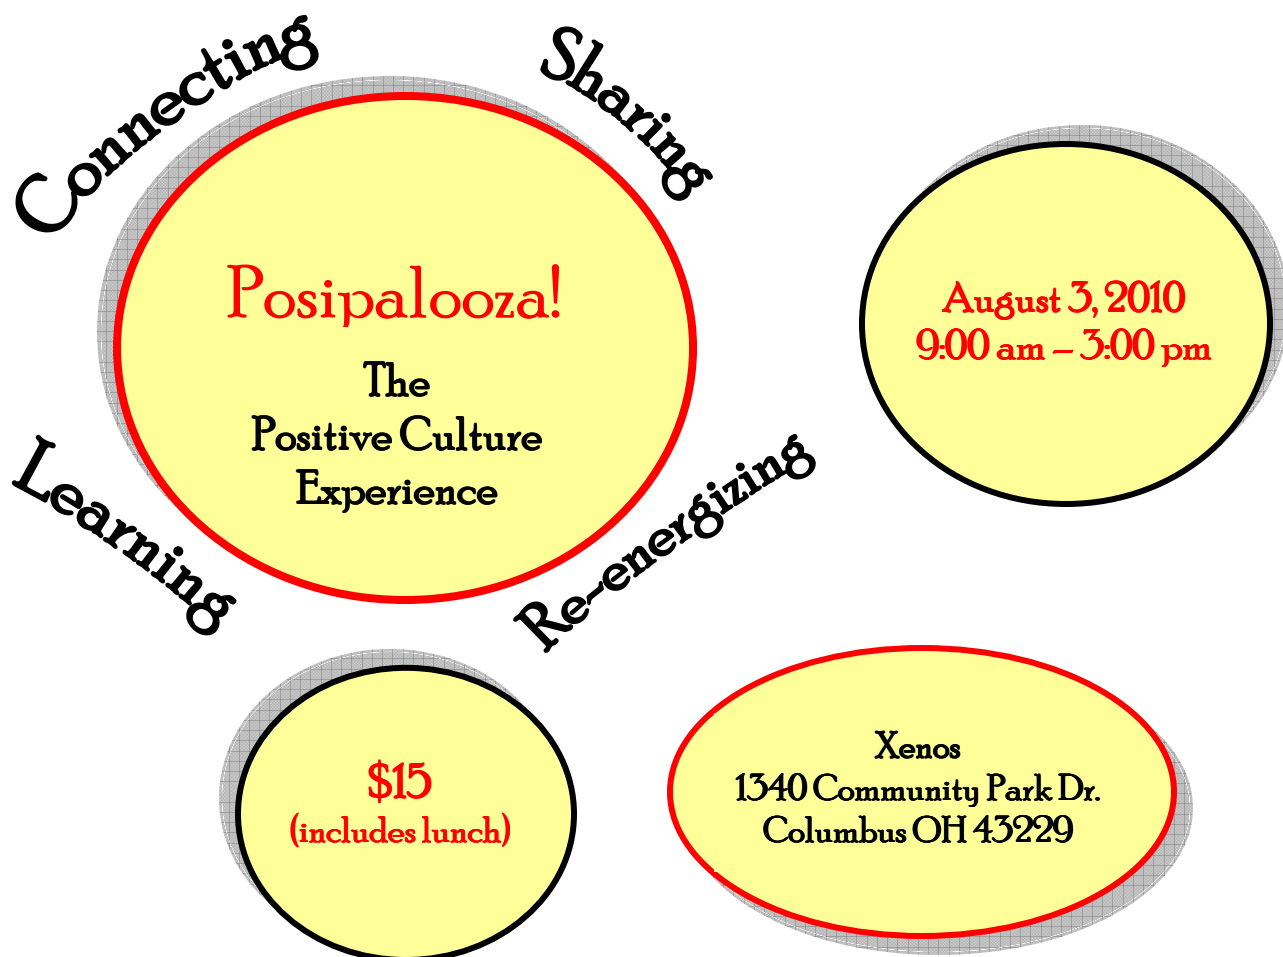 Connecting
Sharing
Posipalooza!
The
Positive Culture
Experience
August 3, 2010
9:00 am – 3:00 pm
Learning
Re-energizing
$15
(includes lunch)
Xenos
1340 Community Park Dr.
Columbus OH 43229